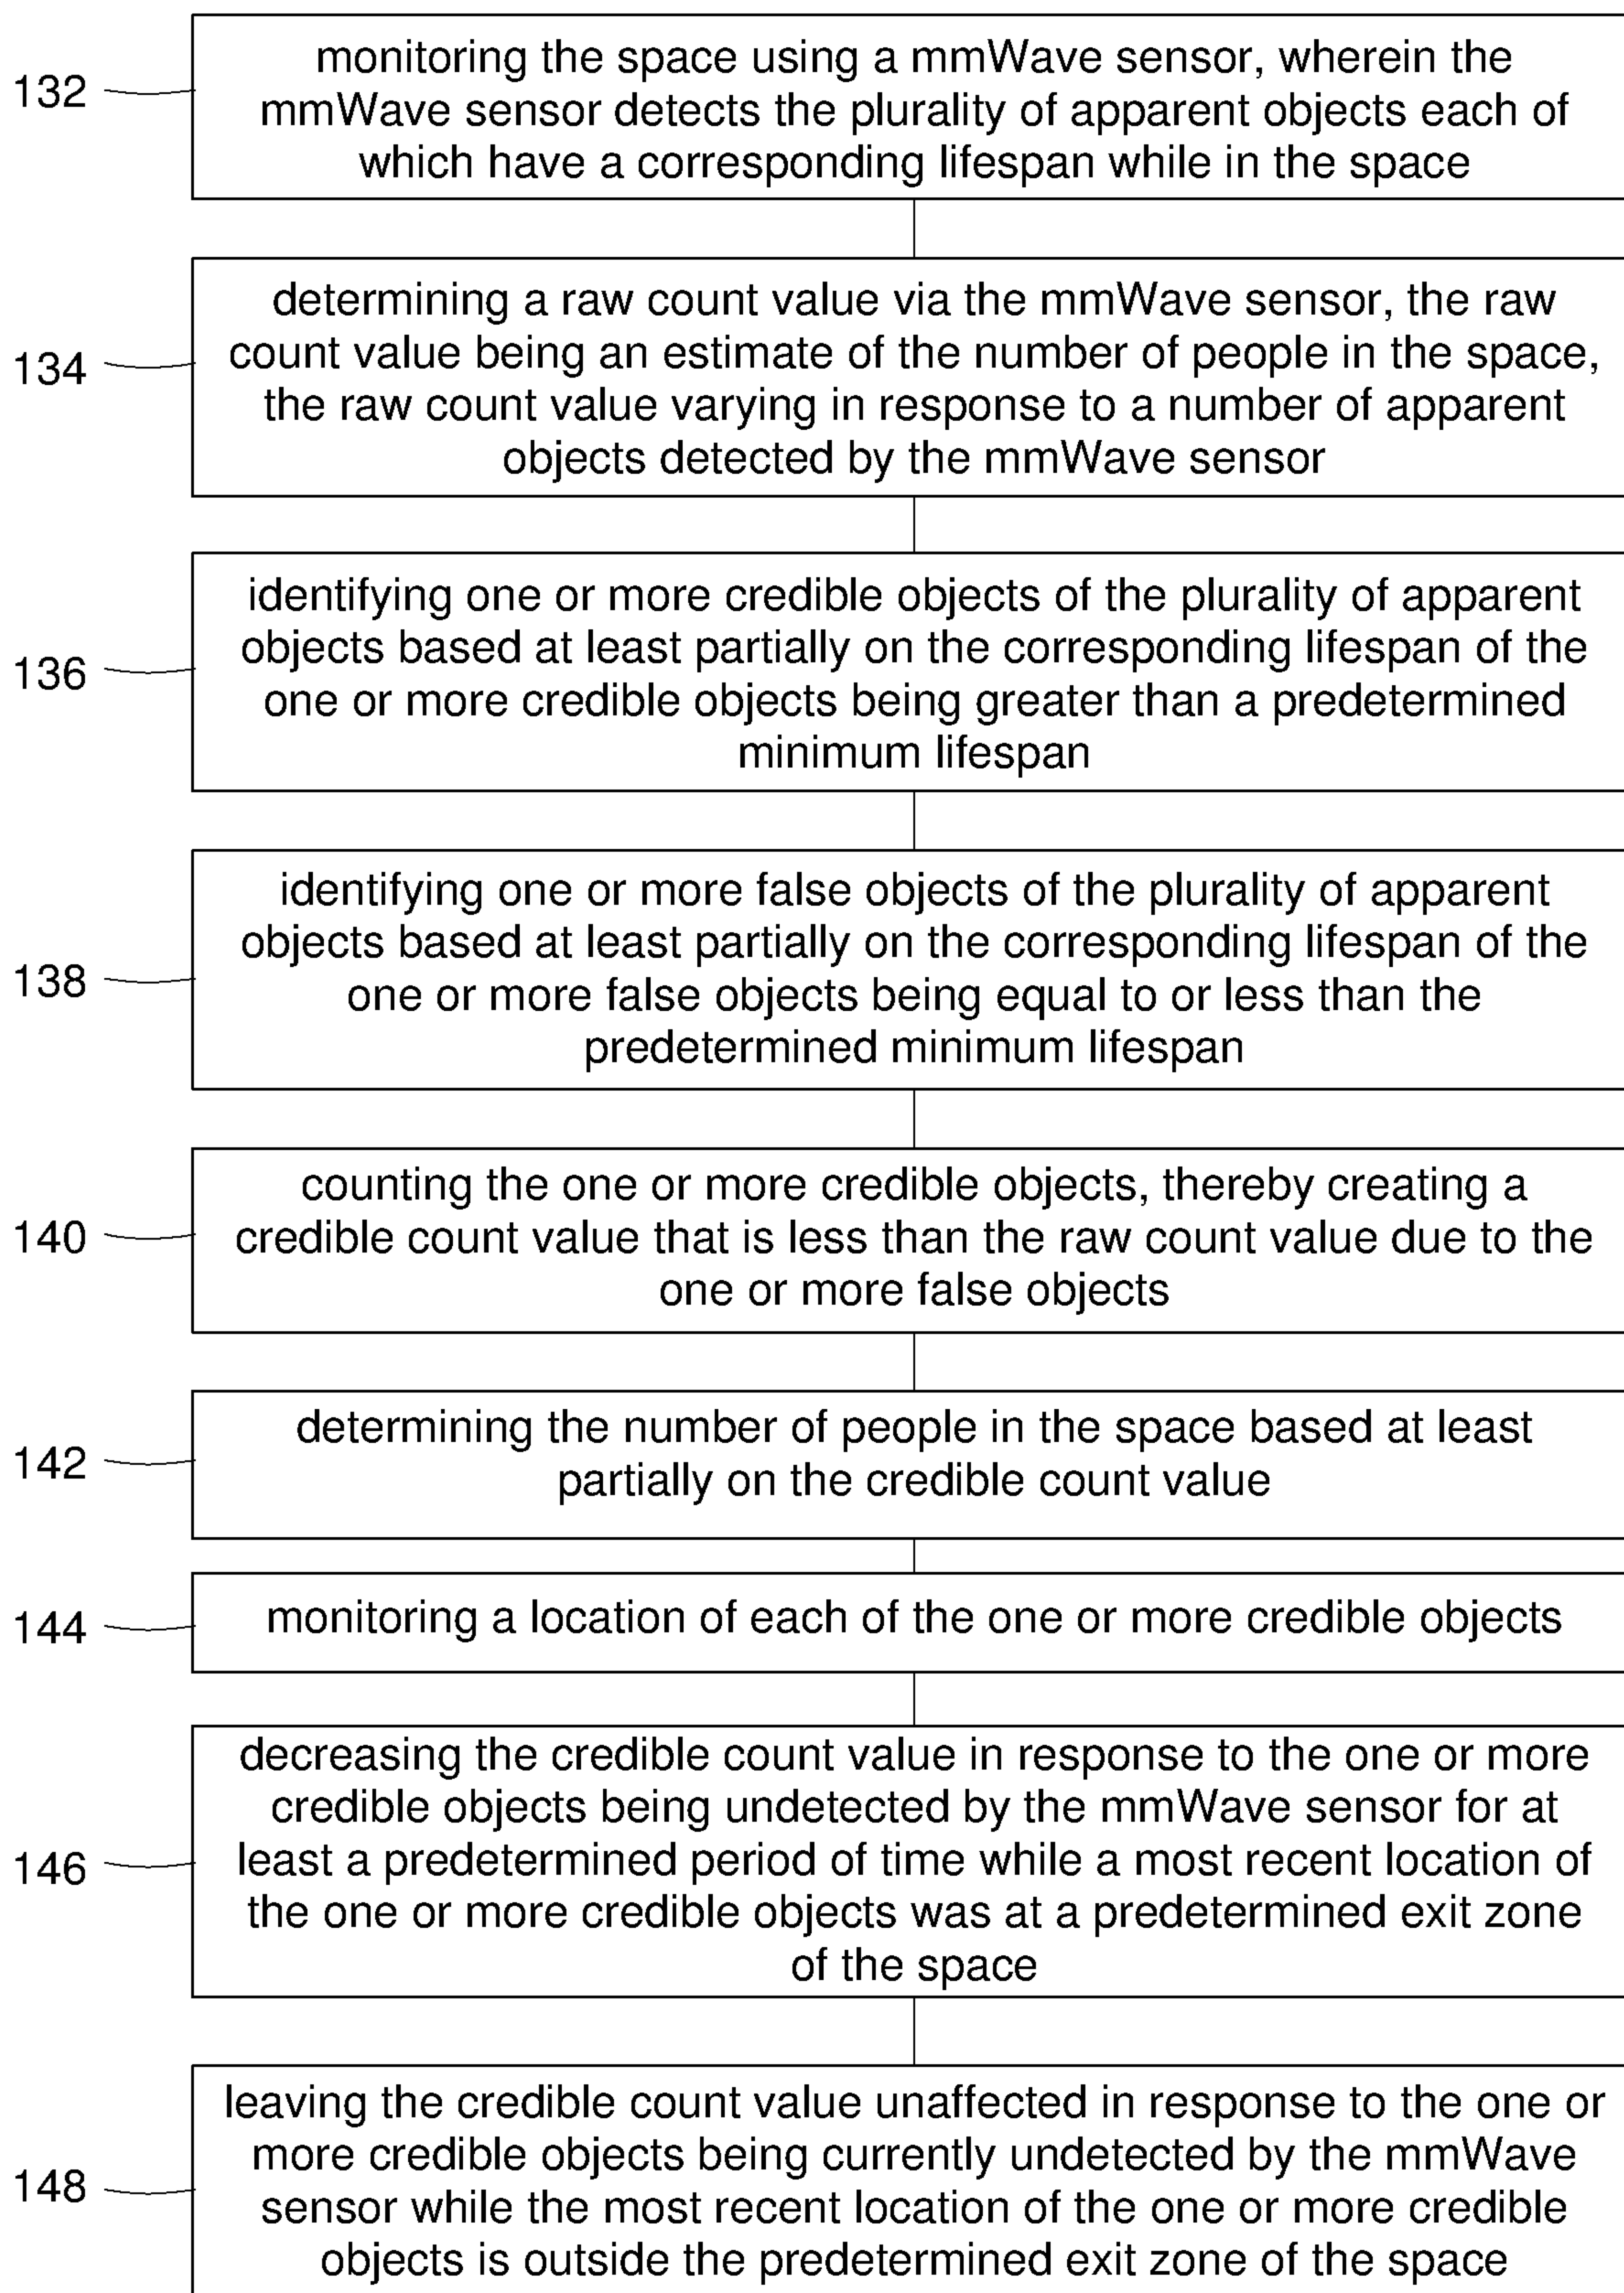 132
monitoring the space using a mmWave sensor, wherein the
mmWave sensor detects the plurality of apparent objects each of
which have a corresponding lifespan while in the space
134
determining a raw count value via the mmWave sensor, the raw
count value being an estimate of the number of people in the space,
the raw count value varying in response to a number of apparent
objects detected by the mmWave sensor
136
identifying one or more credible objects of the plurality of apparent
objects based at least partially on the corresponding lifespan of the
one or more credible objects being greater than a predetermined
minimum lifespan
138
identifying one or more false objects of the plurality of apparent
objects based at least partially on the corresponding lifespan of the
one or more false objects being equal to or less than the
predetermined minimum lifespan
140
counting the one or more credible objects, thereby creating a
credible count value that is less than the raw count value due to the
one or more false objects
142
determining the number of people in the space based at least
partially on the credible count value
144
monitoring a location of each of the one or more credible objects
146
decreasing the credible count value in response to the one or more
credible objects being undetected by the mmWave sensor for at
least a predetermined period of time while a most recent location of
the one or more credible objects was at a predetermined exit zone
of the space
148
leaving the credible count value unaffected in response to the one or
more credible objects being currently undetected by the mmWave
sensor while the most recent location of the one or more credible
objects is outside the predetermined exit zone of the space